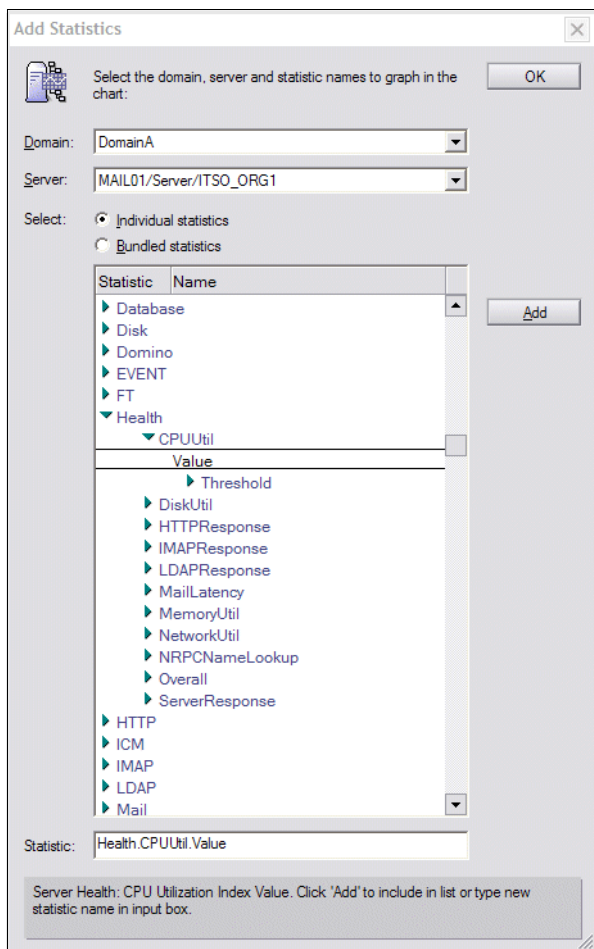 Add Statistics
Select the domain, server and statistic names to graph in the
chart:
OK
Domain: DomainA
Server: MAIL01/Server/ITSO_ORG1
Select: Individual statistics
Bundled statistics
Statistic Name
Add
Database
Disk
Domino
EVENT
FT
Health
CPUUtil
Value
Threshold
DiskUtil
HTTPResponse
IMAPResponse
LDAPResponse
MailLatency
MemoryUtil
NetworkUtil
NRPCNameLookup
Overall
ServerResponse
HTTP
ICM
IMAP
LDAP
Mail
Statistic: Health.CPUUtil.Value
Server Health: CPU Utilization Index Value. Click 'Add' to include in list or type new
statistic name in input box.